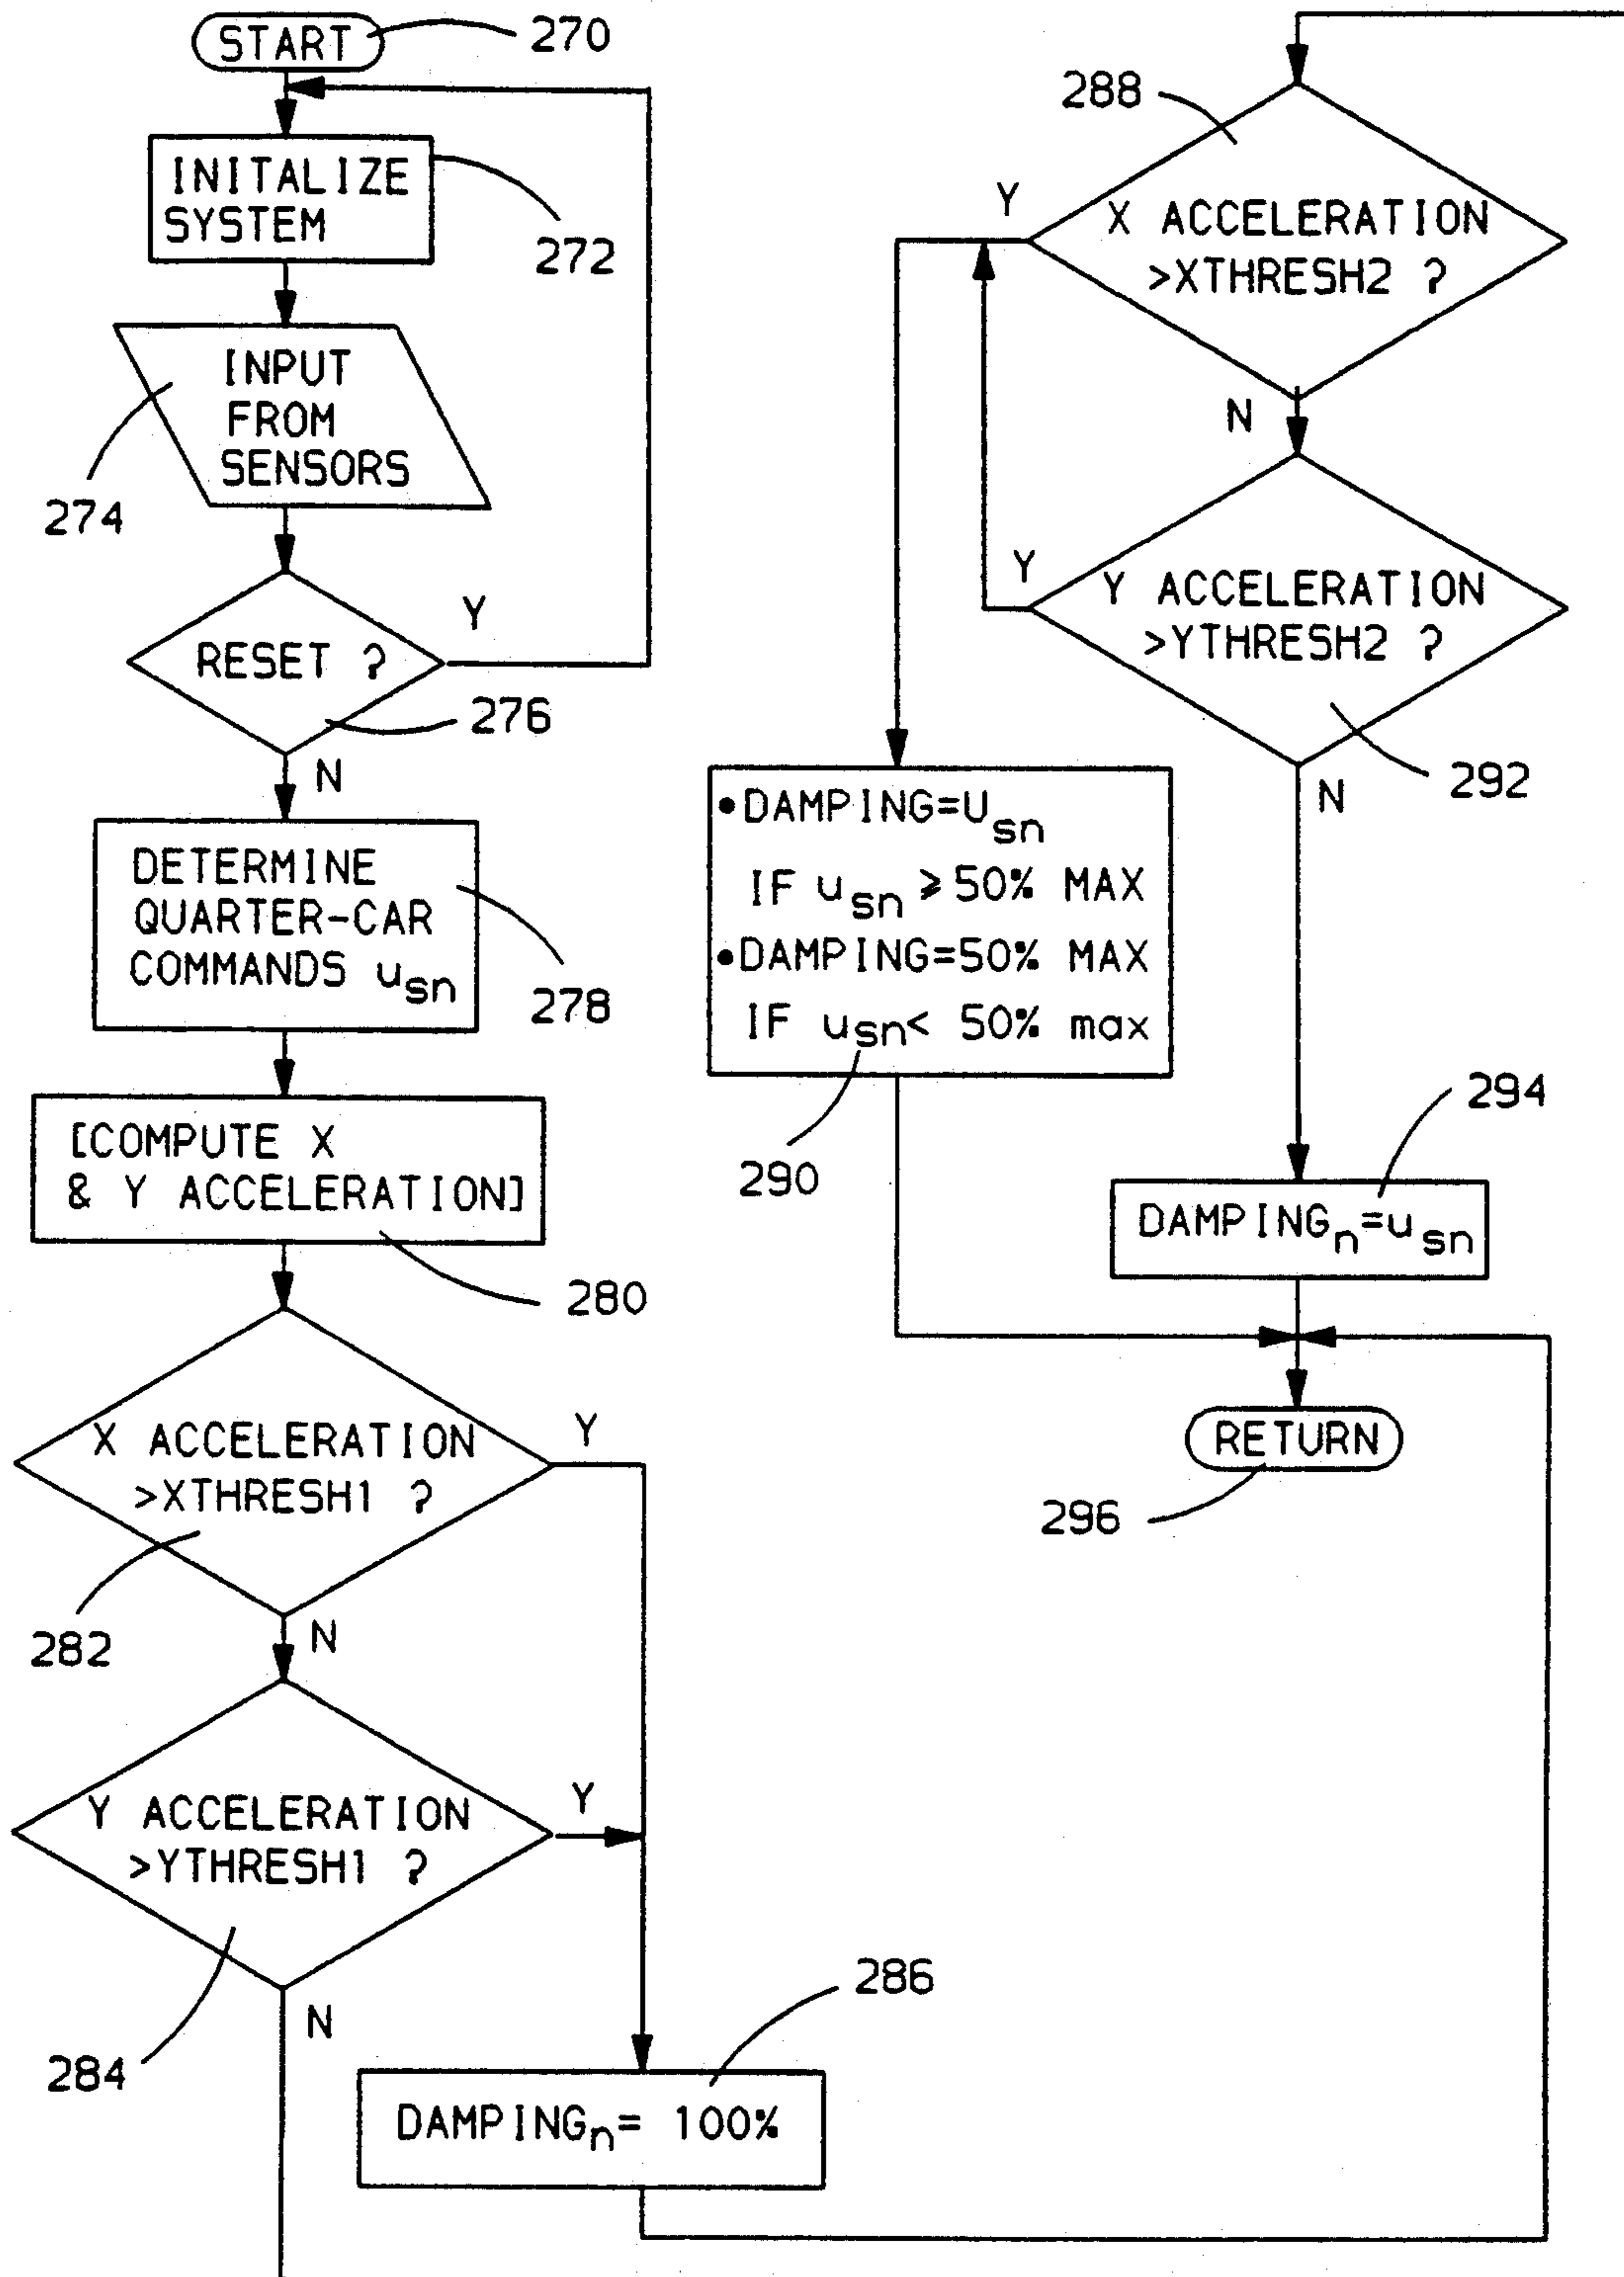 START
270
INITALIZE
SYSTEM
272
INPUT
FROM
SENSORS
274
RESET ?
Y
276
N
DETERMINE
QUARTER-CAR
COMMANDS usn
278
[COMPUTE X
& Y ACCELERATION]
280
X ACCELERATION
>XTHRESH1 ?
Y
282
N
Y ACCELERATION
>YTHRESH1 ?
Y
284
N
286
DAMPINGn= 100%
288
X ACCELERATION
>XTHRESH2 ?
Y
N
Y ACCELERATION
>YTHRESH2 ?
Y
292
N
•DAMPING=Usn
IF usn ⩾ 50% MAX
•DAMPING=50% MAX
IF usn< 50% max
290
294
DAMPINGn=usn
RETURN
296